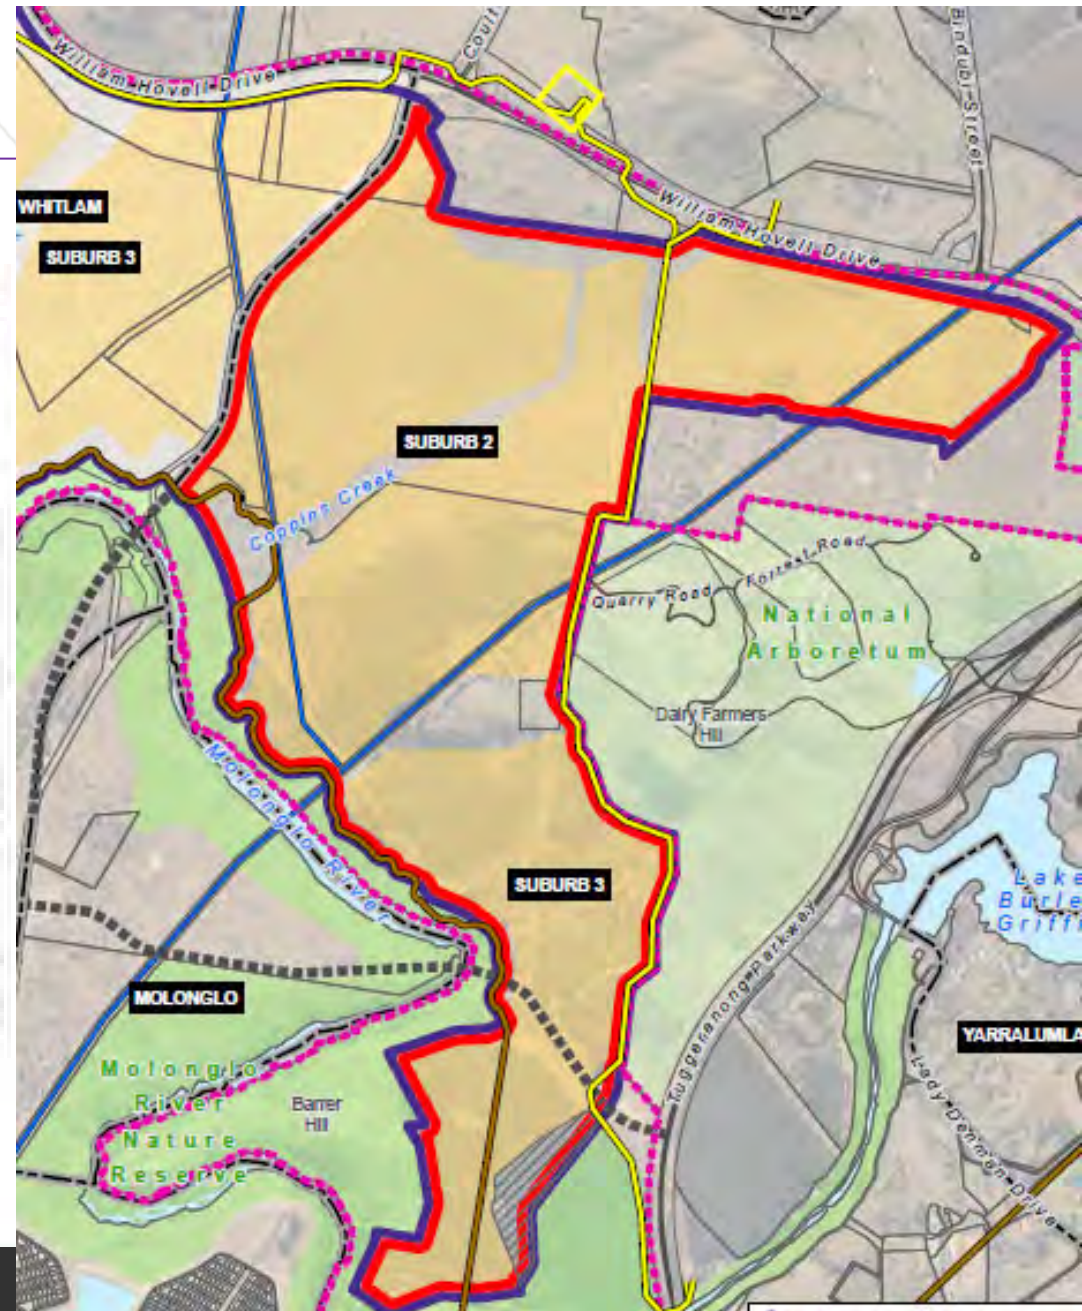 William Hovell Drive
Coult
Bindubi Street
WHITLAM
SUBURB 3
William Hovell Drive
SUBURB 2
Coppins Creek
Quarry Road
Forrest Road
National
Arboretum
Dairy Farmers
Hill
Molonglo River
SUBURB 3
Lake
Burle
Griffi
Tuggeranong Parkway
MOLONGLO
YARRALUMLA
Molonglo
River
Nature
Reserve
Barrer
Hill
Lady Denman Drive